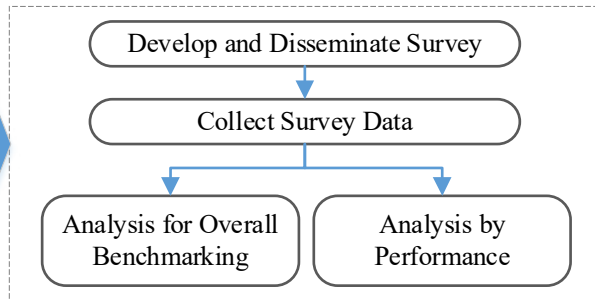 Develop and Disseminate Survey
Collect Survey Data
Analysis for Overall
Benchmarking
Analysis by
Performance